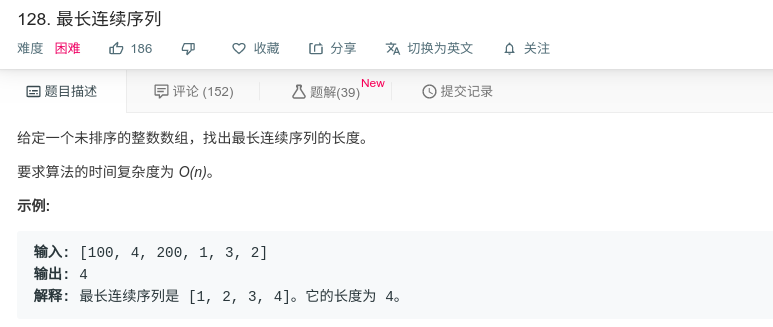 128. 最长连续序列
难度 困难 186 收藏 分享 切换为英文 关注
题目描述 评论 (152) 题解(39) New 提交记录
给定一个未排序的整数数组，找出最长连续序列的长度。
要求算法的时间复杂度为 O(n)。
示例:
输入: [100, 4, 200, 1, 3, 2]
输出: 4
解释: 最长连续序列是 [1, 2, 3, 4]。它的长度为 4。